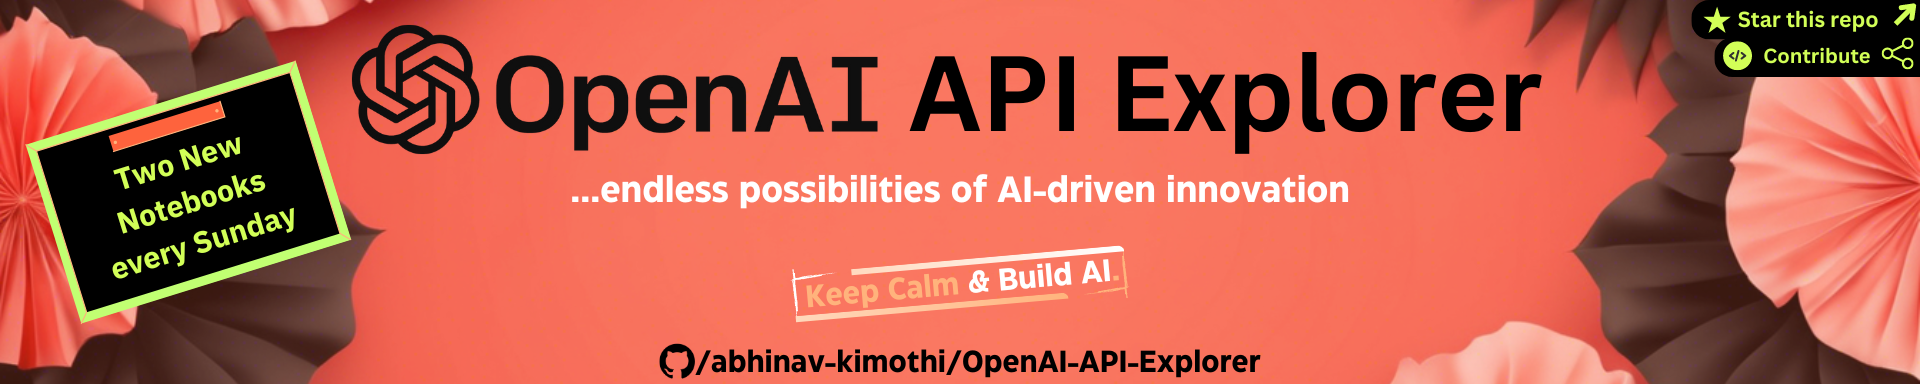 Star this repo
Contribute
OpenAI API Explorer
...endless possibilities of AI-driven innovation
Two New
Notebooks
every Sunday
Keep Calm & Build AI.
/abhinav-kimothi/OpenAI-API-Explorer